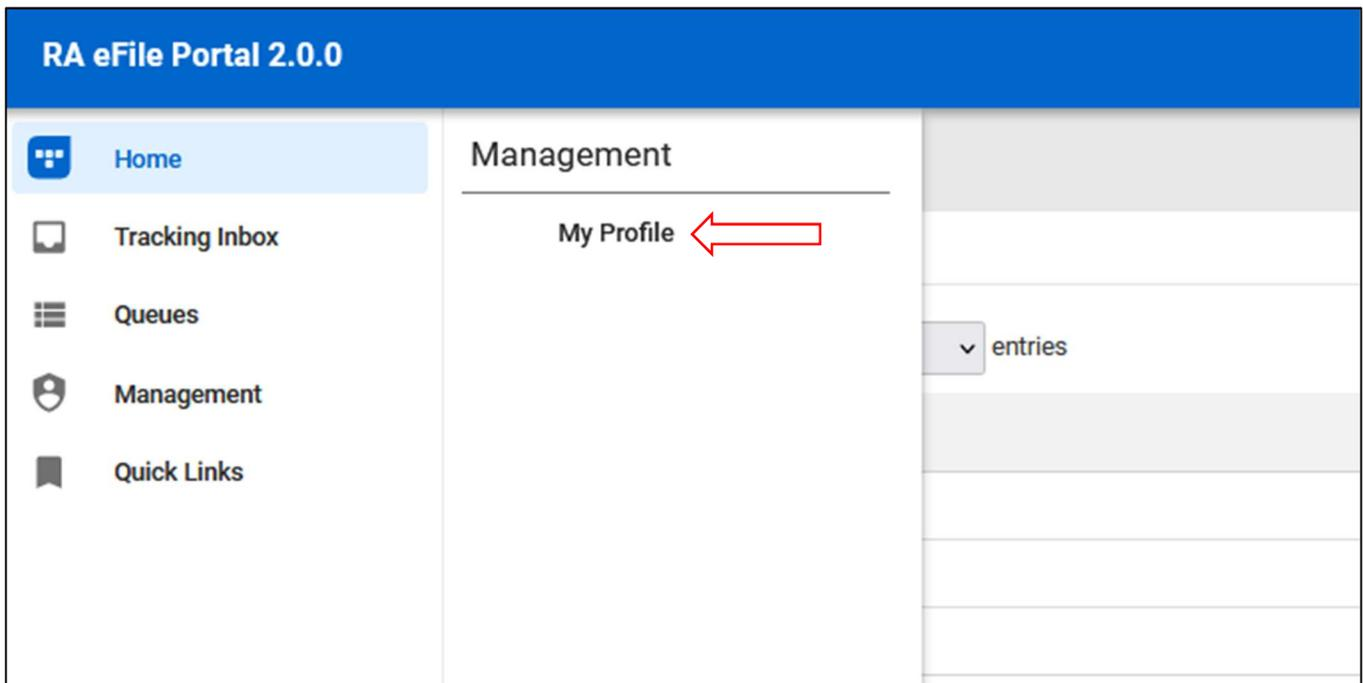 RA eFile Portal 2.0.0
Home
Tracking Inbox
Queues
Management
Quick Links
Management
My Profile
entries